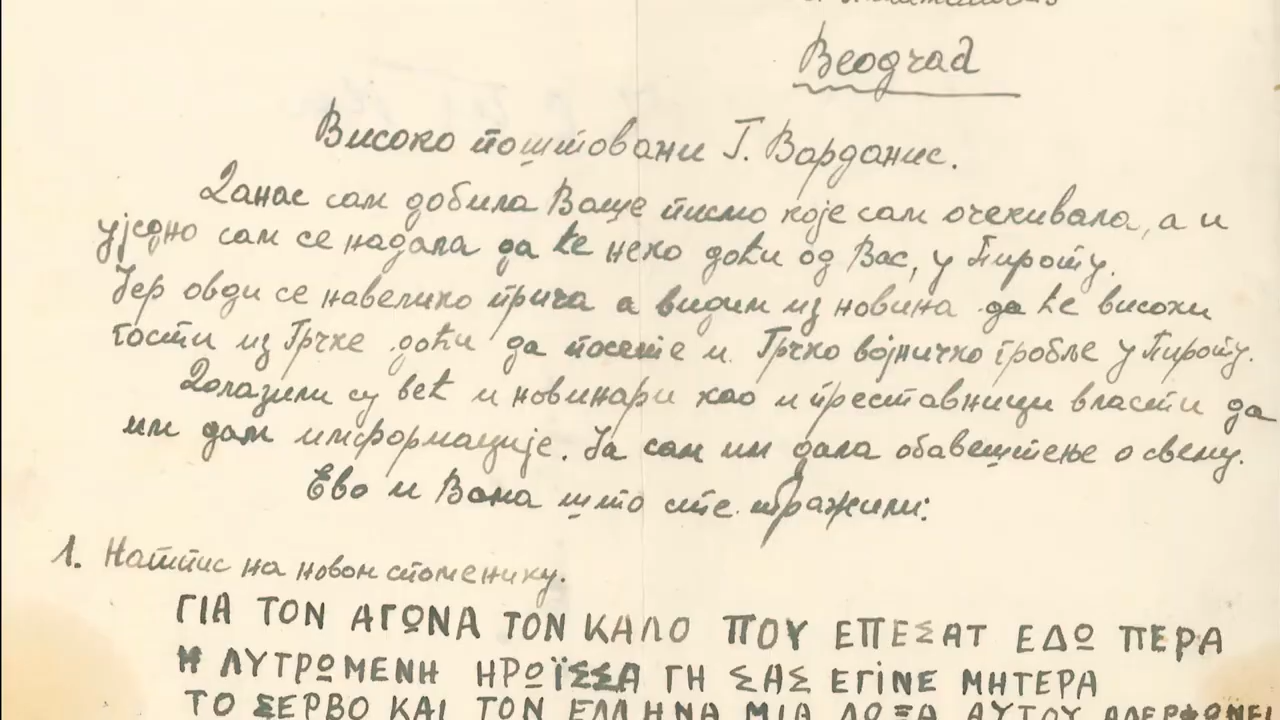 Београд
Високо поштовани Г. Варданис.
Данас сам добила Ваше писмо које сам очекивала, а и
уједно сам се надала да ће неко доћи од Вас, у Пироту.
Јер овди се навелико прича а видим из новина да ће високи
гости из Грчке доћи да посете и Грчко војничко гробље у Пироту.
Долазили су већ и новинари као и преставници власти да
им дам информације. Ја сам им дала обавештење о свему.
Ево и Вама што сте тражили:
1. Натпис на новом споменику.
ΓΙΑ ΤΟΝ ΑΓΩΝΑ ΤΟΝ ΚΑΛΟ ΠΟΥ ΕΠΕΣΑΤ ΕΔΩ ΠΕΡΑ
Η ΛΥΤΡΩΜΕΝΗ ΗΡΩΪΣΣΑ ΓΗ ΣΑΣ ΕΓΙΝΕ ΜΗΤΕΡΑ
ΤΟ ΣΕΡΒΟ ΚΑΙ ΤΟΝ ΕΛΛΗΝΑ ΜΙΑ ΔΟΞΑ ΑΥΤΟΥ ΑΔΕΡΦΩΝΕΙ